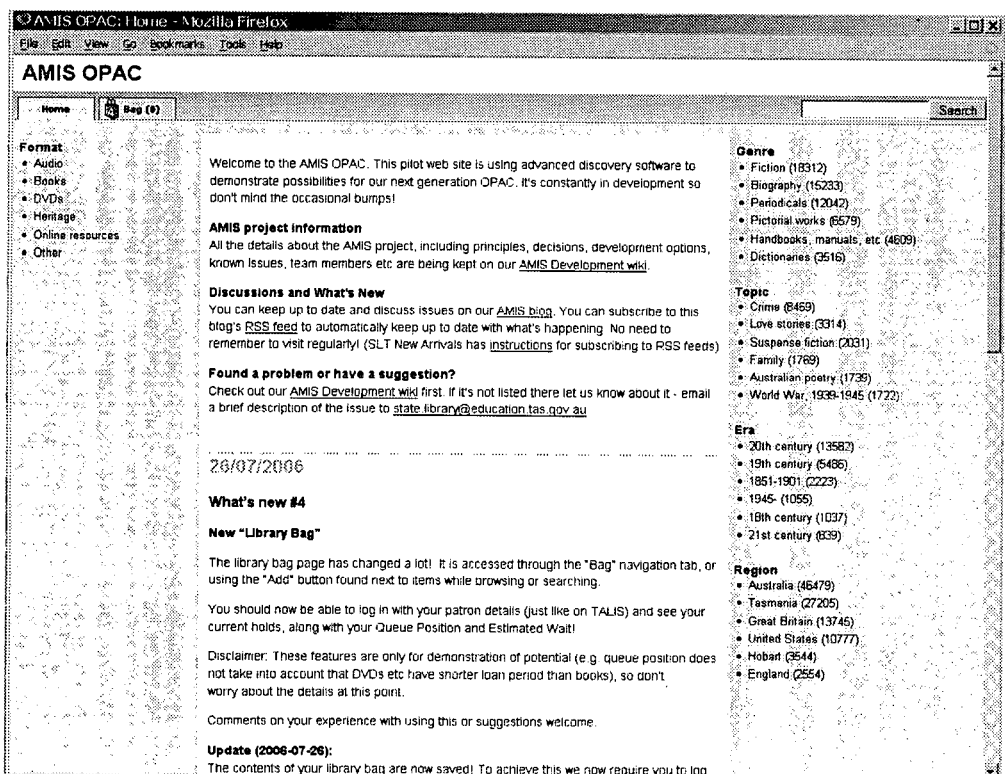 AMIS OPAC: Home - Mozilla Firefox
File Edit View Go Bookmarks Tools Help
AMIS OPAC
Home Bag (0) Search
Format
• Audio
• Books
• DVDs
• Heritage
• Online resources
• Other
Welcome to the AMIS OPAC. This pilot web site is using advanced discovery software to
demonstrate possibilities for our next generation OPAC. It's constantly in development so
don't mind the occasional bumps!
AMIS project information
All the details about the AMIS project, including principles, decisions, development options,
known issues, team members etc are being kept on our AMIS Development wiki.
Discussions and What's New
You can keep up to date and discuss issues on our AMIS blog. You can subscribe to this
blog's RSS feed to automatically keep up to date with what's happening. No need to
remember to visit regularly! (SLT New Arrivals has instructions for subscribing to RSS feeds)
Found a problem or have a suggestion?
Check out our AMIS Development wiki first. If it's not listed there let us know about it - email
a brief description of the issue to state.library@education.tas.gov.au
26/07/2006
What's new #4
New "Library Bag"
The library bag page has changed a lot! It is accessed through the "Bag" navigation tab, or
using the "Add" button found next to items while browsing or searching.
You should now be able to log in with your patron details (just like on TALIS) and see your
current holds, along with your Queue Position and Estimated Wait!
Disclaimer: These features are only for demonstration of potential (e.g. queue position does
not take into account that DVDs etc have shorter loan period than books), so don't
worry about the details at this point.
Comments on your experience with using this or suggestions welcome.
Update (2006-07-26):
The contents of your library bag are now saved! To achieve this we now require you to log
Genre
• Fiction (18312)
• Biography (15233)
• Periodicals (12042)
• Pictorial works (6579)
• Handbooks, manuals, etc (4609)
• Dictionaries (3516)
Topic
• Crime (8469)
• Love stories (3314)
• Suspense fiction (2031)
• Family (1769)
• Australian poetry (1739)
• World War, 1939-1945 (1722)
Era
• 20th century (13582)
• 19th century (5486)
• 1851-1901 (2223)
• 1945- (1055)
• 18th century (1037)
• 21st century (839)
Region
• Australia (46479)
• Tasmania (27205)
• Great Britain (13745)
• United States (10777)
• Hobart (3544)
• England (2554)